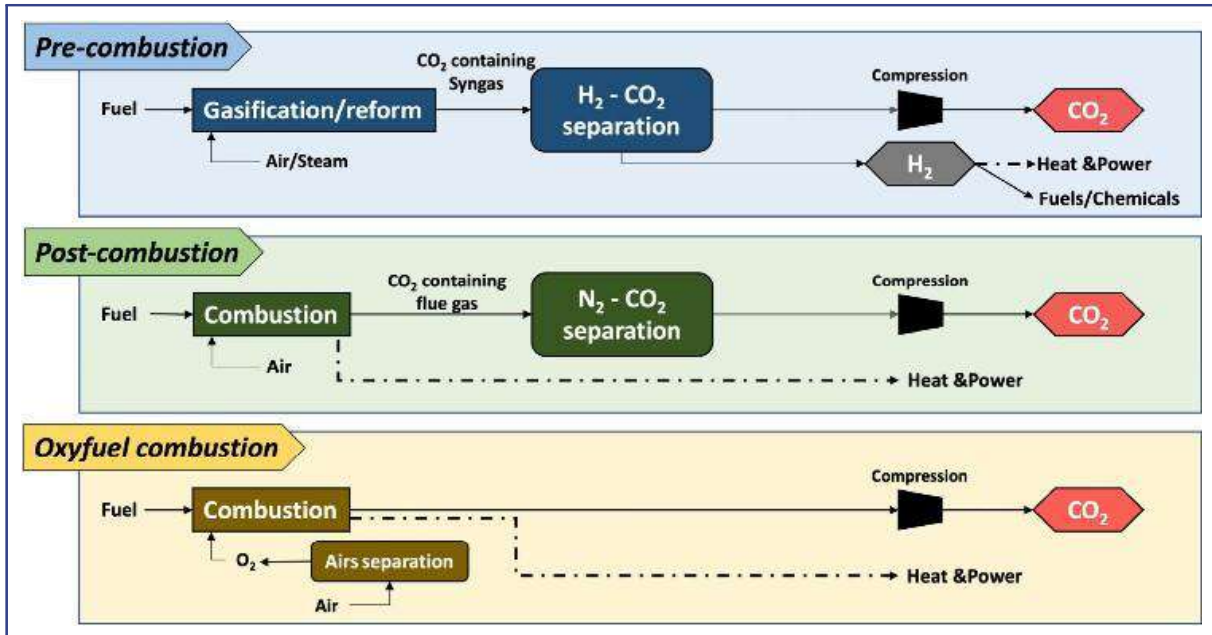 Pre-combustion
CO₂ containing
Syngas
Compression
Fuel
Gasification/reform
H₂ - CO₂
separation
CO₂
Air/Steam
H₂
Heat &Power
Fuels/Chemicals
Post-combustion
CO₂ containing
flue gas
Compression
Fuel
Combustion
N₂ - CO₂
separation
CO₂
Air
Heat &Power
Oxyfuel combustion
Compression
Fuel
Combustion
CO₂
O₂
Airs separation
Heat &Power
Air